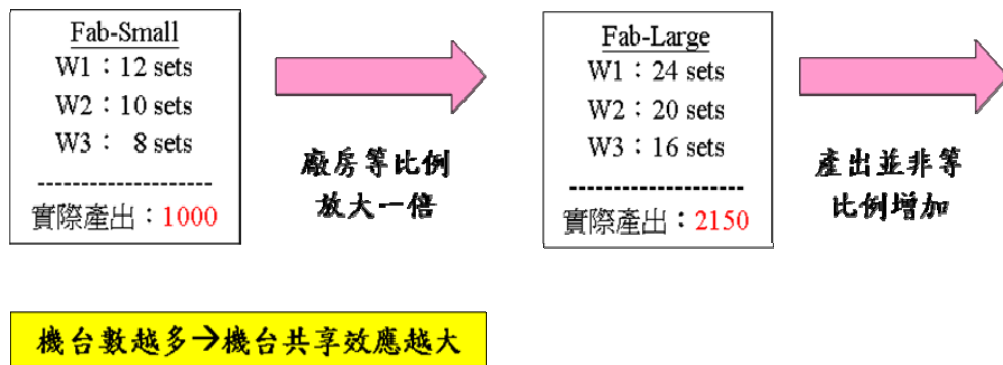 Fab-Small
W1：12 sets
W2：10 sets
W3： 8 sets
--------------------
實際產出：1000
廠房等比例
放大一倍
Fab-Large
W1：24 sets
W2：20 sets
W3：16 sets
--------------------
實際產出：2150
產出並非等
比例增加
機台數越多→機台共享效應越大